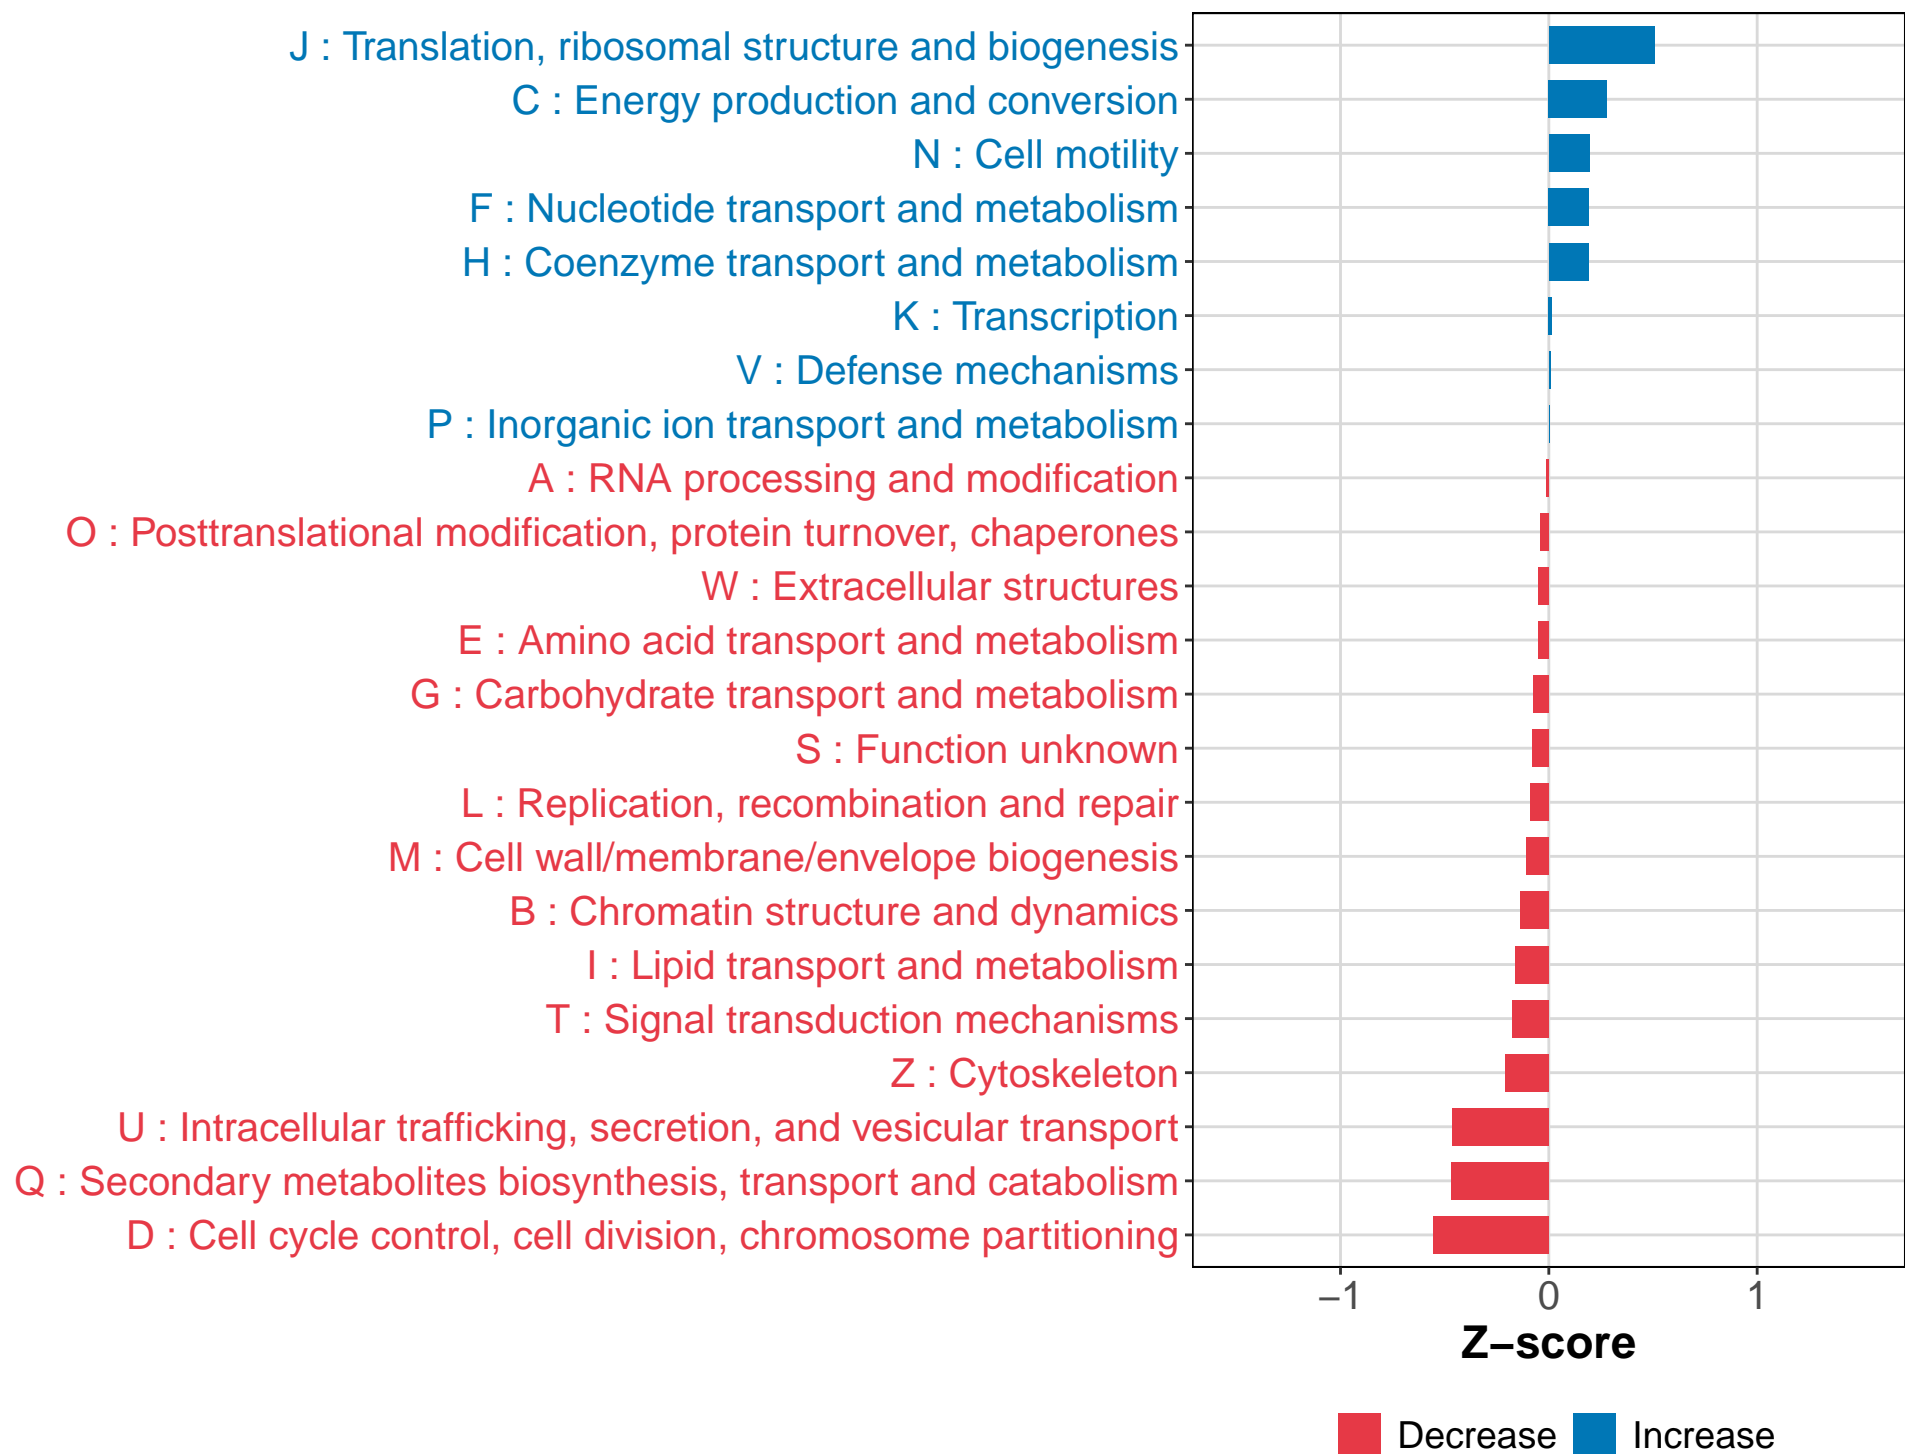 J : Translation, ribosomal structure and biogenesis
C : Energy production and conversion
N : Cell motility
F : Nucleotide transport and metabolism
H : Coenzyme transport and metabolism
K : Transcription
V : Defense mechanisms
P : Inorganic ion transport and metabolism
A : RNA processing and modification
O : Posttranslational modification, protein turnover, chaperones
W : Extracellular structures
E : Amino acid transport and metabolism
G : Carbohydrate transport and metabolism
S : Function unknown
L : Replication, recombination and repair
M : Cell wall/membrane/envelope biogenesis
B : Chromatin structure and dynamics
I : Lipid transport and metabolism
T : Signal transduction mechanisms
Z : Cytoskeleton
U : Intracellular trafficking, secretion, and vesicular transport
Q : Secondary metabolites biosynthesis, transport and catabolism
D : Cell cycle control, cell division, chromosome partitioning
−1 0 1
Z−score
Decrease Increase